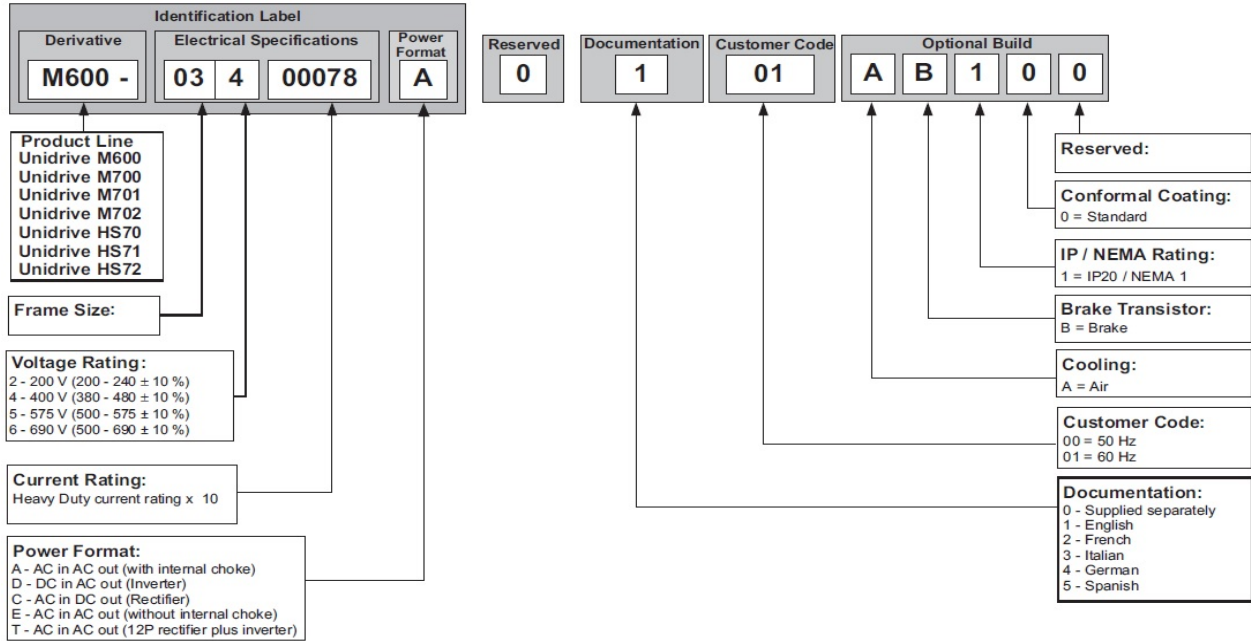 Identification Label
Derivative
Electrical Specifications
Power
Format
M600 -
03 4 00078
A
Reserved
0
Documentation
1
Customer Code
01
Optional Build
A B 1 0 0
Product Line
Unidrive M600
Unidrive M700
Unidrive M701
Unidrive M702
Unidrive HS70
Unidrive HS71
Unidrive HS72
Frame Size:
Voltage Rating:
2 - 200 V (200 - 240 ± 10 %)
4 - 400 V (380 - 480 ± 10 %)
5 - 575 V (500 - 575 ± 10 %)
6 - 690 V (500 - 690 ± 10 %)
Current Rating:
Heavy Duty current rating x 10
Power Format:
A - AC in AC out (with internal choke)
D - DC in AC out (Inverter)
C - AC in DC out (Rectifier)
E - AC in AC out (without internal choke)
T - AC in AC out (12P rectifier plus inverter)
Reserved:
Conformal Coating:
0 = Standard
IP / NEMA Rating:
1 = IP20 / NEMA 1
Brake Transistor:
B = Brake
Cooling:
A = Air
Customer Code:
00 = 50 Hz
01 = 60 Hz
Documentation:
0 - Supplied separately
1 - English
2 - French
3 - Italian
4 - German
5 - Spanish